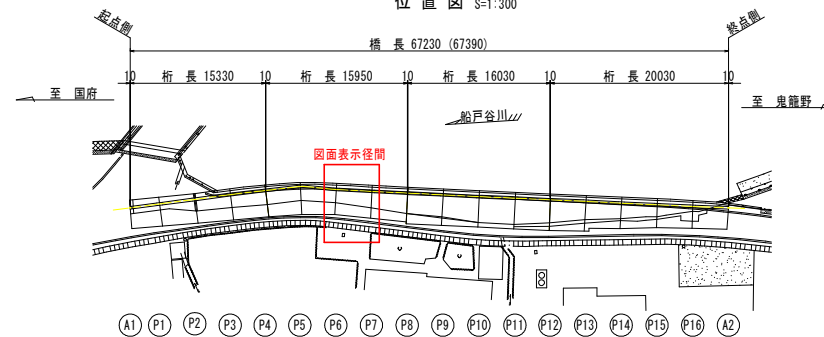 位置図 S=1:300
起点側
終点側
橋長 67230 (67390)
10 桁長 15330 10 桁長 15950 10 桁長 16030 10 桁長 20030 10
至 国府
船戸谷川
至 鬼籠野
図面表示径間
A1 P1 P2 P3 P4 P5 P6 P7 P8 P9 P10 P11 P12 P13 P14 P15 P16 A2